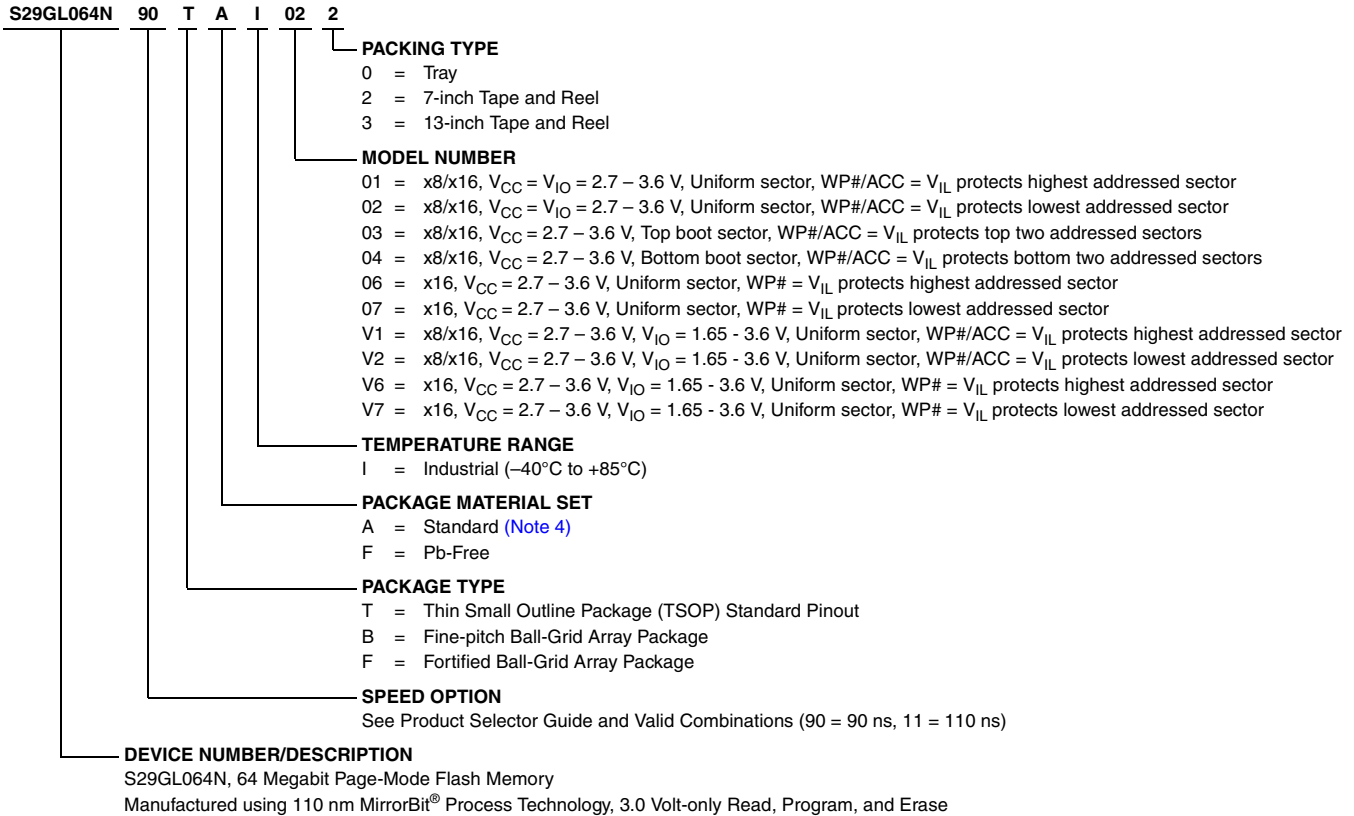 S29GL064N 90 T A I 02 2
PACKING TYPE
0 = Tray
2 = 7-inch Tape and Reel
3 = 13-inch Tape and Reel
MODEL NUMBER
01 = x8/x16, VCC = VIO = 2.7 – 3.6 V, Uniform sector, WP#/ACC = VIL protects highest addressed sector
02 = x8/x16, VCC = VIO = 2.7 – 3.6 V, Uniform sector, WP#/ACC = VIL protects lowest addressed sector
03 = x8/x16, VCC = 2.7 – 3.6 V, Top boot sector, WP#/ACC = VIL protects top two addressed sectors
04 = x8/x16, VCC = 2.7 – 3.6 V, Bottom boot sector, WP#/ACC = VIL protects bottom two addressed sectors
06 = x16, VCC = 2.7 – 3.6 V, Uniform sector, WP# = VIL protects highest addressed sector
07 = x16, VCC = 2.7 – 3.6 V, Uniform sector, WP# = VIL protects lowest addressed sector
V1 = x8/x16, VCC = 2.7 – 3.6 V, VIO = 1.65 - 3.6 V, Uniform sector, WP#/ACC = VIL protects highest addressed sector
V2 = x8/x16, VCC = 2.7 – 3.6 V, VIO = 1.65 - 3.6 V, Uniform sector, WP#/ACC = VIL protects lowest addressed sector
V6 = x16, VCC = 2.7 – 3.6 V, VIO = 1.65 - 3.6 V, Uniform sector, WP# = VIL protects highest addressed sector
V7 = x16, VCC = 2.7 – 3.6 V, VIO = 1.65 - 3.6 V, Uniform sector, WP# = VIL protects lowest addressed sector
TEMPERATURE RANGE
I = Industrial (–40°C to +85°C)
PACKAGE MATERIAL SET
A = Standard (Note 4)
F = Pb-Free
PACKAGE TYPE
T = Thin Small Outline Package (TSOP) Standard Pinout
B = Fine-pitch Ball-Grid Array Package
F = Fortified Ball-Grid Array Package
SPEED OPTION
See Product Selector Guide and Valid Combinations (90 = 90 ns, 11 = 110 ns)
DEVICE NUMBER/DESCRIPTION
S29GL064N, 64 Megabit Page-Mode Flash Memory
Manufactured using 110 nm MirrorBit® Process Technology, 3.0 Volt-only Read, Program, and Erase